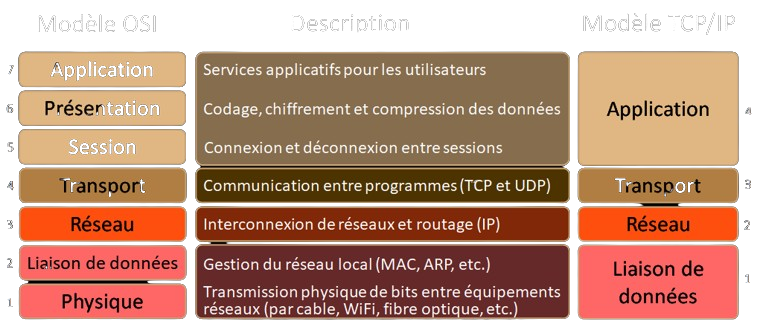 Modèle OSI Description Modèle TCP/IP
7 Application Services applicatifs pour les utilisateurs
6 Présentation Codage, chiffrement et compression des données Application 4
5 Session Connexion et déconnexion entre sessions
4 Transport Communication entre programmes (TCP et UDP) Transport 3
3 Réseau Interconnexion de réseaux et routage (IP) Réseau 2
2 Liaison de données Gestion du réseau local (MAC, ARP, etc.) Liaison de
données 1
1 Physique Transmission physique de bits entre équipements
réseaux (par cable, WiFi, fibre optique, etc.)